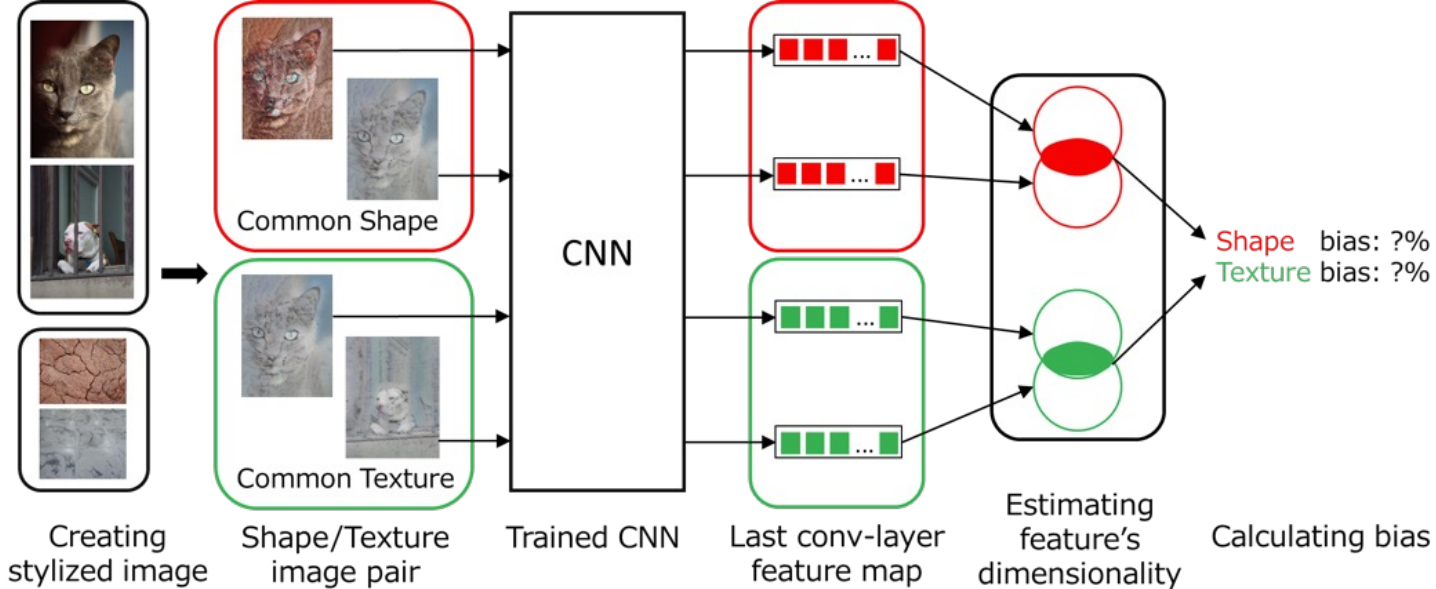 Common Shape
Common Texture
CNN
...
...
...
...
Shape bias: ?%
Texture bias: ?%
Creating
stylized image
Shape/Texture
image pair
Trained CNN
Last conv-layer
feature map
Estimating
feature's
dimensionality
Calculating bias